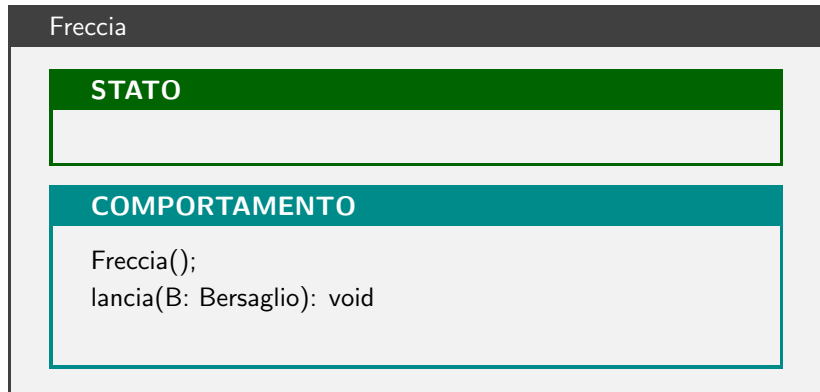 Freccia
STATO
COMPORTAMENTO
Freccia();
lancia(B: Bersaglio): void